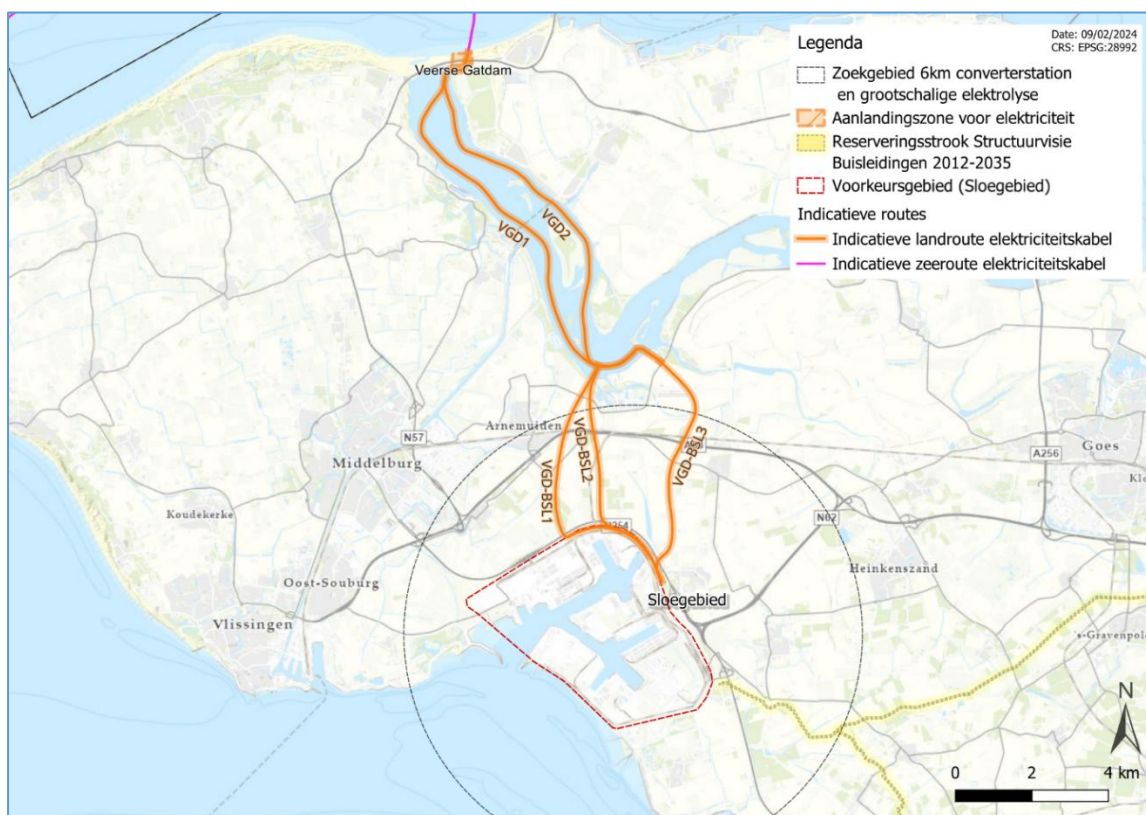 Legenda
Date: 09/02/2024
CRS: EPSG:28992
Zoekgebied 6km converterstation
en grootschalige elektrolyse
Aanlandingszone voor elektriciteit
Reserveringsstrook Structuurvisie
Buisleidingen 2012-2035
Voorkeursgebied (Sloegebied)
Indicatieve routes
Indicatieve landroute elektriciteitskabel
Indicatieve zeeroute elektriciteitskabel
Veerse Gatdam
VGD1
VGD2
Arnemuiden
N57
Middelburg
VGD-BSL1
VGD-BSL2
VGD-BSL3
Goes
A256
Koudekerke
N62
Oost-Souburg
Heinkenszand
Sloegebied
Vlissingen
's-Gravenpol
N
0 2 4 km